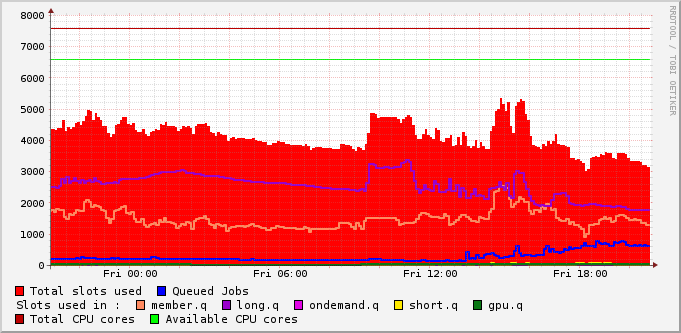 8000
7000
6000
5000
4000
3000
2000
1000
0
Fri 00:00 Fri 06:00 Fri 12:00 Fri 18:00
Total slots used Queued Jobs
Slots used in : member.q long.q ondemand.q short.q gpu.q
Total CPU cores Available CPU cores
RRDTOOL / TOBI OETIKER